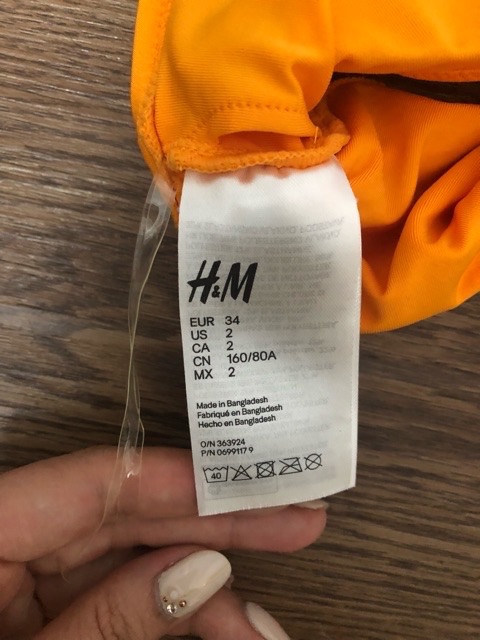 H&M
EUR 34
US 2
CA 2
CN 160/80A
MX 2
Made in Bangladesh
Fabriqué en Bangladesh
Hecho en Bangladesh
O/N 363924
P/N 0699117 9
40